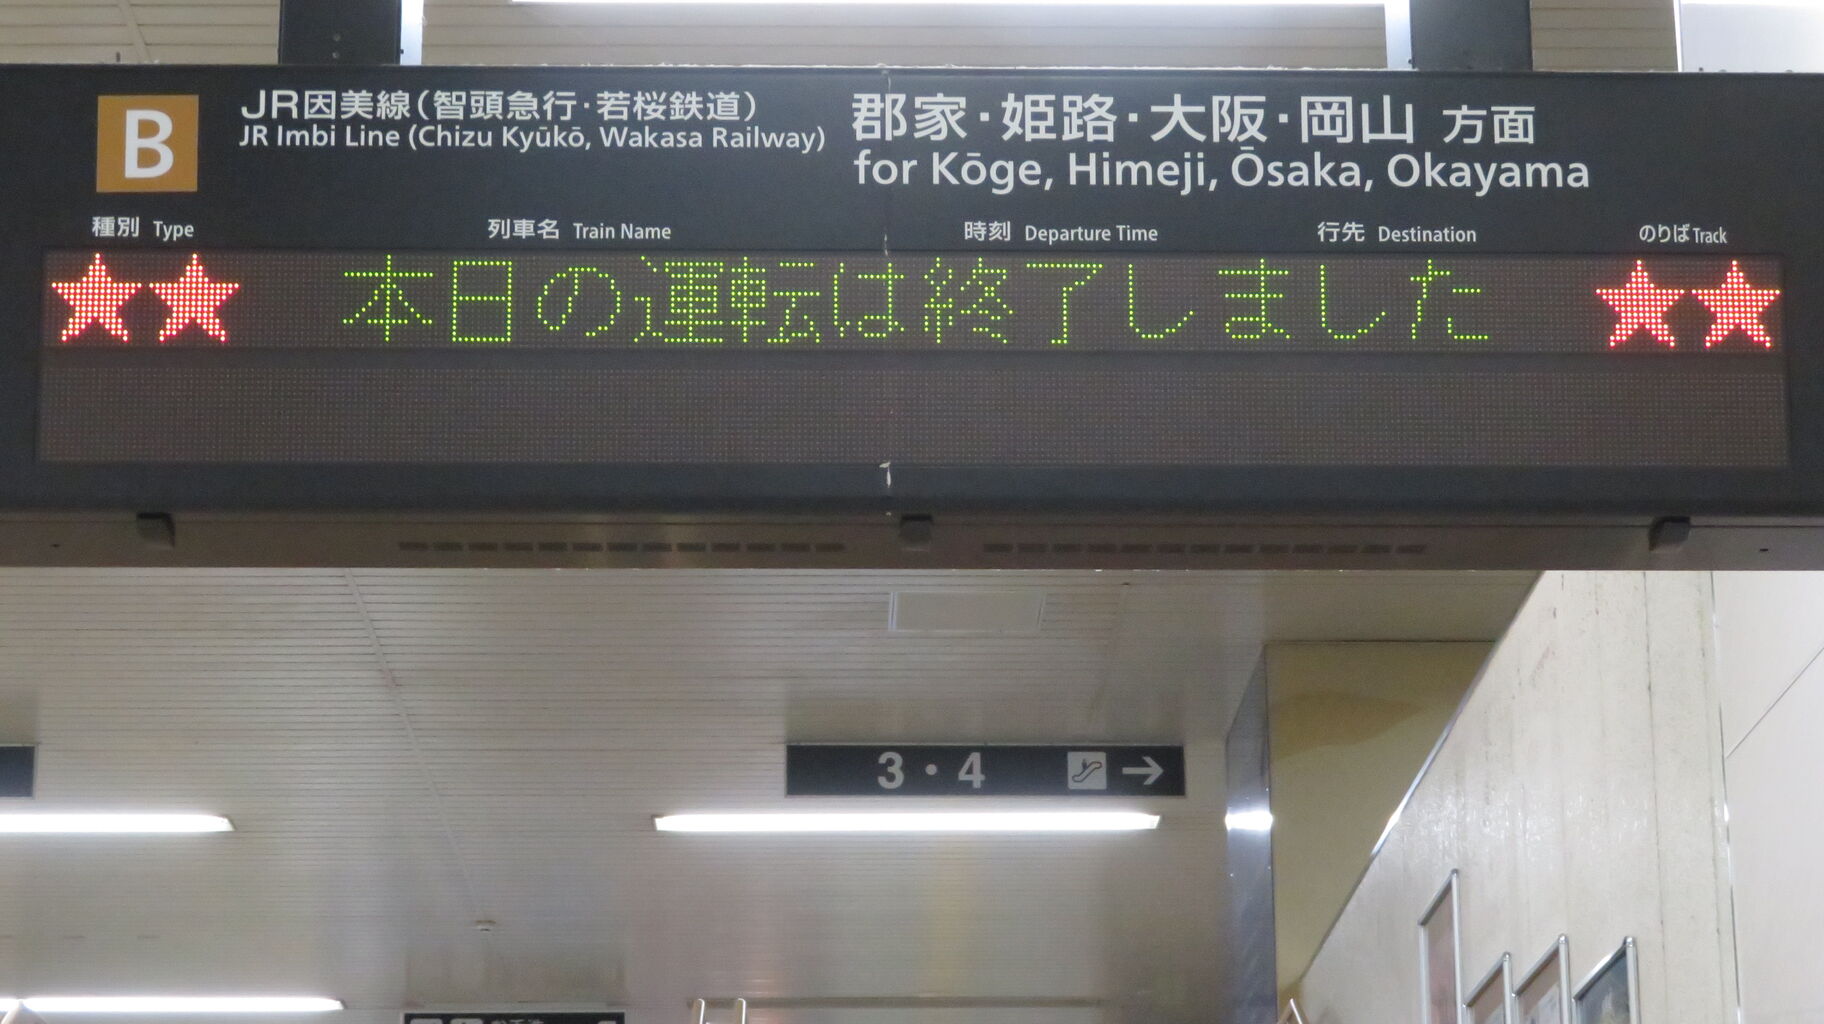 B
JR因美線(智頭急行・若桜鉄道)
JR Imbi Line (Chizu Kyūkō, Wakasa Railway)
郡家・姫路・大阪・岡山 方面
for Kōge, Himeji, Ōsaka, Okayama
種別 Type 列車名 Train Name 時刻 Departure Time 行先 Destination のりば Track
★★ 本日の運転は終了しました ★★
3・4 →